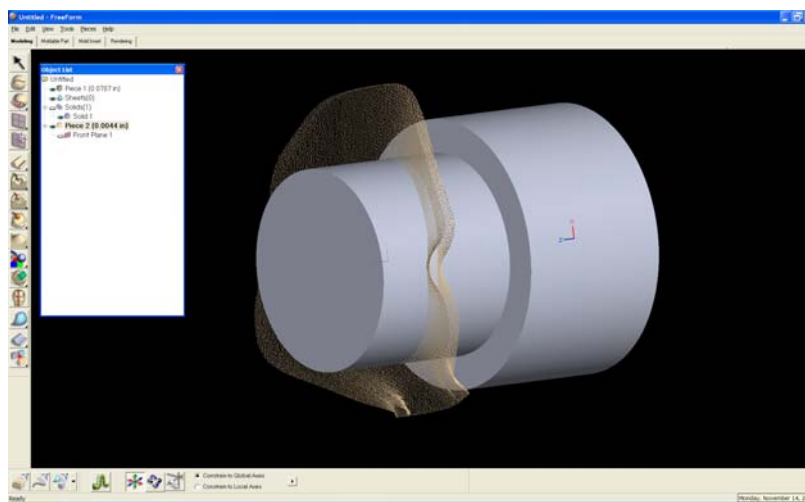 Untitled - FreeForm
File Edit View Tools Pieces Help
Modeling Moldable Part Mold Insert Rendering
Object List
Untitled
Piece 1 (0.0787 in)
Sheets(0)
Solids(1)
Solid 1
Piece 2 (0.0044 in)
Front Plane 1
Constrain to Global Axes
Constrain to Local Axes
Ready
Monday, November 14, 2